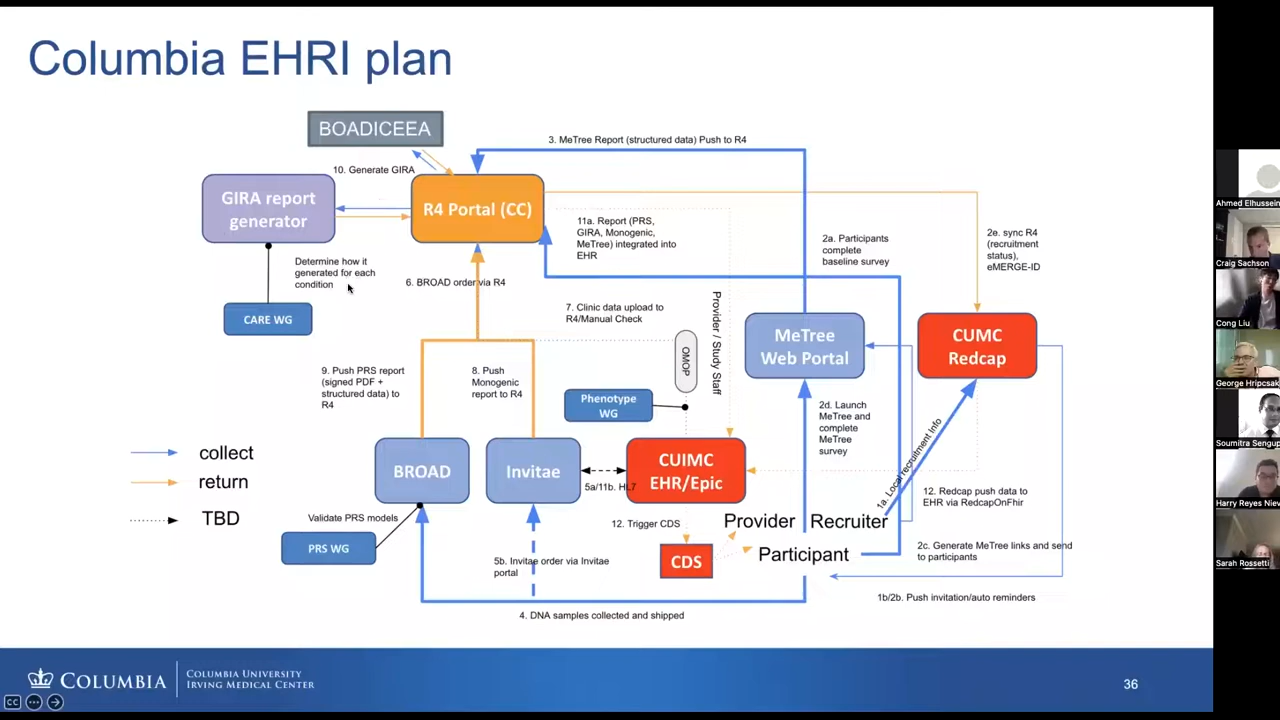 Columbia EHRI plan
BOADICEEA
3. MeTree Report (structured data) Push to R4
10. Generate GIRA
GIRA report
generator
R4 Portal (CC)
11a. Report (PRS,
GIRA, Monogenic,
MeTree) integrated into
EHR
2a. Participants
complete
baseline survey
2e. sync R4
(recruitment
status),
eMERGE-ID
Determine how it
generated for each
condition
6. BROAD order via R4
CARE WG
7. Clinic data upload to
R4/Manual Check
Provider / Study Staff
OMOP
MeTree
Web Portal
CUMC
Redcap
9. Push PRS report
(signed PDF +
structured data) to
R4
8. Push
Monogenic
report to R4
Phenotype
WG
2d. Launch
MeTree and
complete
MeTree
survey
1a. Local recruitment Info
collect
return
TBD
BROAD
Invitae
CUIMC
EHR/Epic
5a/11b. HL7
12. Redcap push data to
EHR via RedcapOnFhir
Validate PRS models
PRS WG
12. Trigger CDS
Provider
Recruiter
Participant
CDS
5b. Invitae order via Invitae
portal
2c. Generate MeTree links and send
to participants
1b/2b. Push invitation/auto reminders
4. DNA samples collected and shipped
COLUMBIA
COLUMBIA UNIVERSITY
IRVING MEDICAL CENTER
36
CC
Ahmed Elhussein
Craig Sachson
Cong Liu
George Hripcsak
Soumitra Sengup
Harry Reyes Niev
Sarah Rossetti